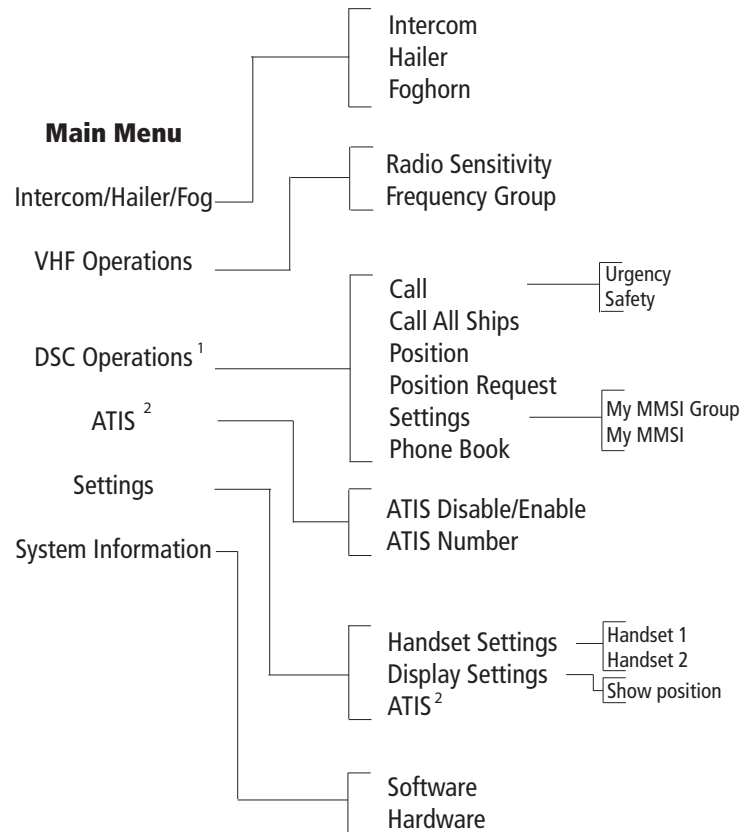 Main Menu
Intercom/Hailer/Fog
VHF Operations
DSC Operations 1
ATIS 2
Settings
System Information
Intercom
Hailer
Foghorn
Radio Sensitivity
Frequency Group
Call
Call All Ships
Position
Position Request
Settings
Phone Book
Urgency
Safety
My MMSI Group
My MMSI
ATIS Disable/Enable
ATIS Number
Handset Settings
Display Settings
ATIS 2
Handset 1
Handset 2
Show position
Software
Hardware